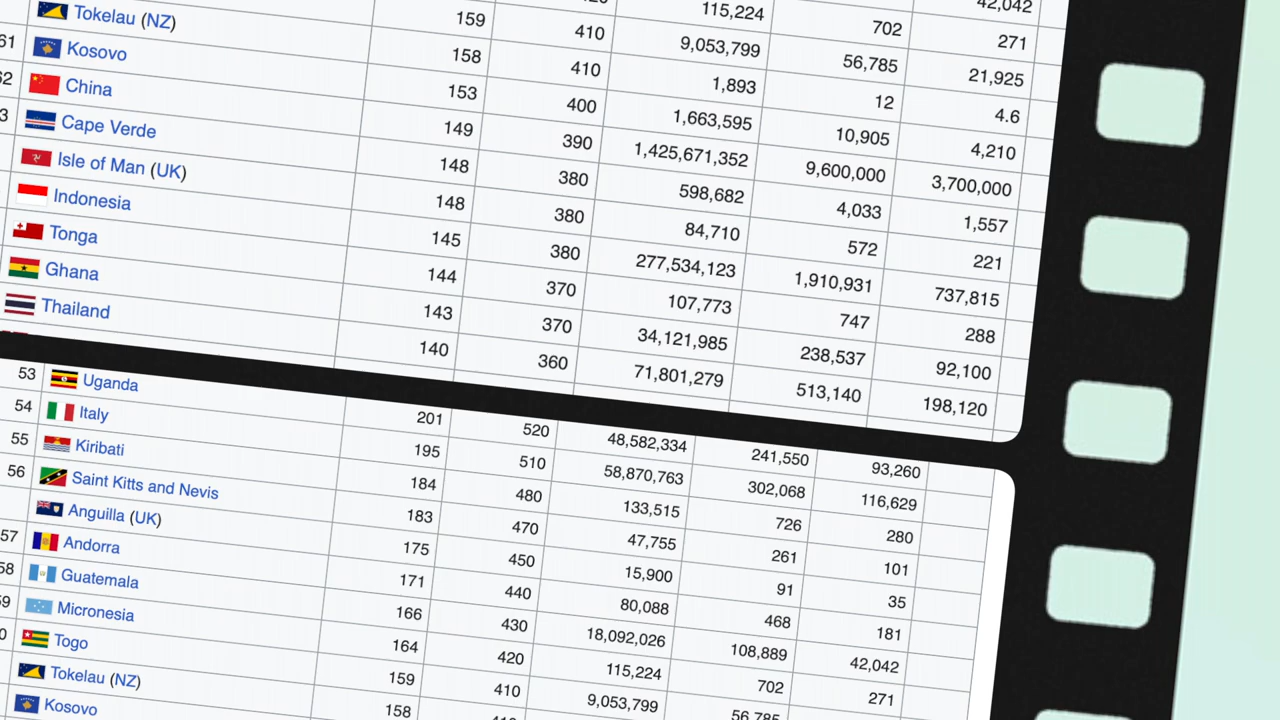 42,042
115,224 702 271
159 410 9,053,799 56,785 21,925
Tokelau (NZ) 158 410 1,893 12 4.6
61 Kosovo 153 400 1,663,595 10,905 4,210
62 China 149 390 1,425,671,352 9,600,000 3,700,000
3 Cape Verde 148 380 598,682 4,033 1,557
Isle of Man (UK) 148 380 84,710 572 221
Indonesia 145 380 277,534,123 1,910,931 737,815
Tonga 144 370 107,773 747 288
Ghana 143 370 34,121,985 238,537 92,100
Thailand 140 360 71,801,279 513,140 198,120
53 Uganda 201 520 48,582,334 241,550 93,260
54 Italy 195 510 58,870,763 302,068 116,629
55 Kiribati 184 480 133,515 726 280
56 Saint Kitts and Nevis 183 470 47,755 261 101
Anguilla (UK) 175 450 15,900 91 35
57 Andorra 171 440 80,088 468 181
58 Guatemala 166 430 18,092,026 108,889 42,042
9 Micronesia 164 420 115,224 702 271
0 Togo 159 410 9,053,799 56,785
Tokelau (NZ) 158 410
Kosovo